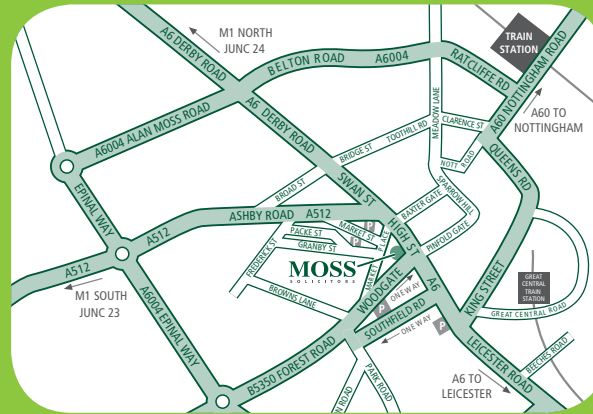 A6 DERBY ROAD
M1 NORTH
JUNC 24
TRAIN
STATION
BELTON ROAD A6004
RATCLIFFE RD
A60 NOTTINGHAM ROAD
A60 TO
NOTTINGHAM
A6004 ALAN MOSS ROAD
A6 DERBY ROAD
MEADOW LANE
CLARENCE ST
TOOTHILL RD
BRIDGE ST
NOTT ROAD
QUEENS RD
BROAD ST
SWAN ST
SPARROW HILL
BAXTER GATE
EPINAL WAY
ASHBY ROAD A512
A512
P
PACKE ST
MARKET ST
GRANBY ST
P
FREDERICK ST
HIGH ST
PINFOLD GATE
MARKET PLACE
MOSS
SOLICITORS
A512
M1 SOUTH
JUNC 23
BROWNS LANE
WOODGATE
ONE WAY
A6
KING STREET
GREAT
CENTRAL
TRAIN
STATION
GREAT CENTRAL ROAD
A6004 EPINAL WAY
P
SOUTHFIELD RD
ONE WAY
P
LEICESTER ROAD
BEECHES ROAD
B5350 FOREST ROAD
PARK ROAD
N ROAD
A6 TO
LEICESTER